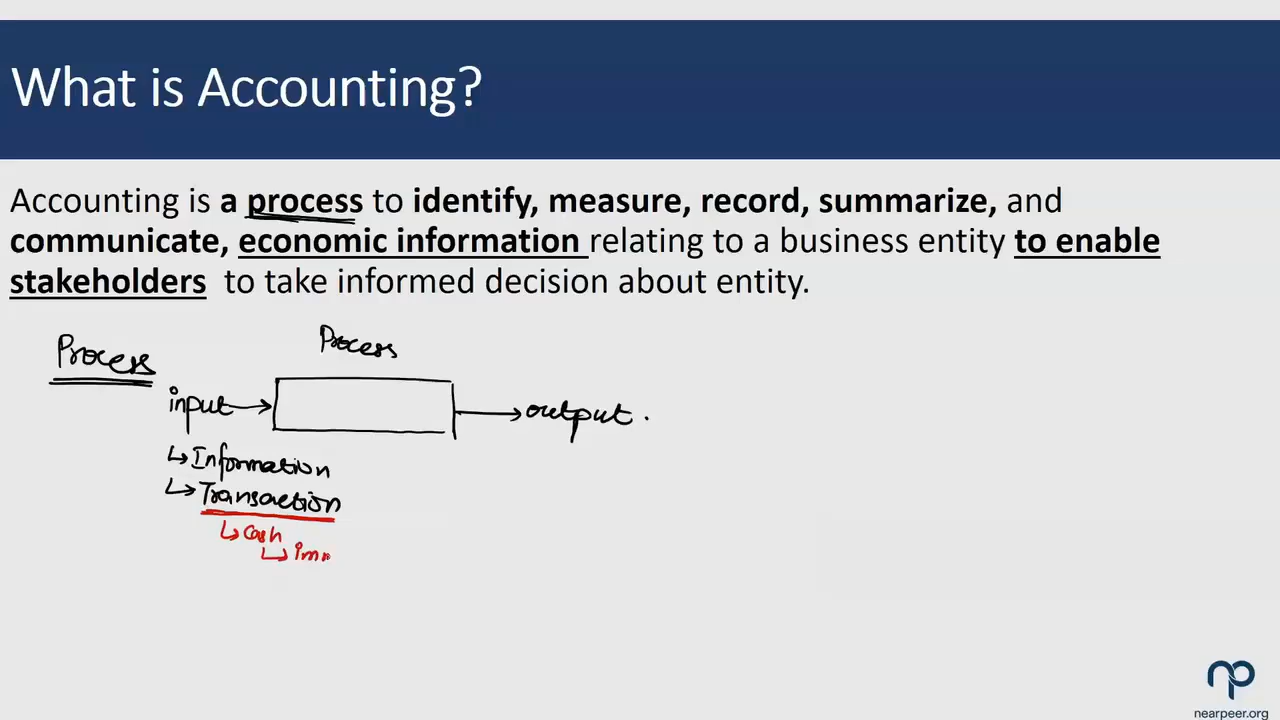 What is Accounting?
Accounting is a process to identify, measure, record, summarize, and
communicate, economic information relating to a business entity to enable
stakeholders to take informed decision about entity.
Process
Process
input
output.
Information
Transaction
Cash
np
nearpeer.org